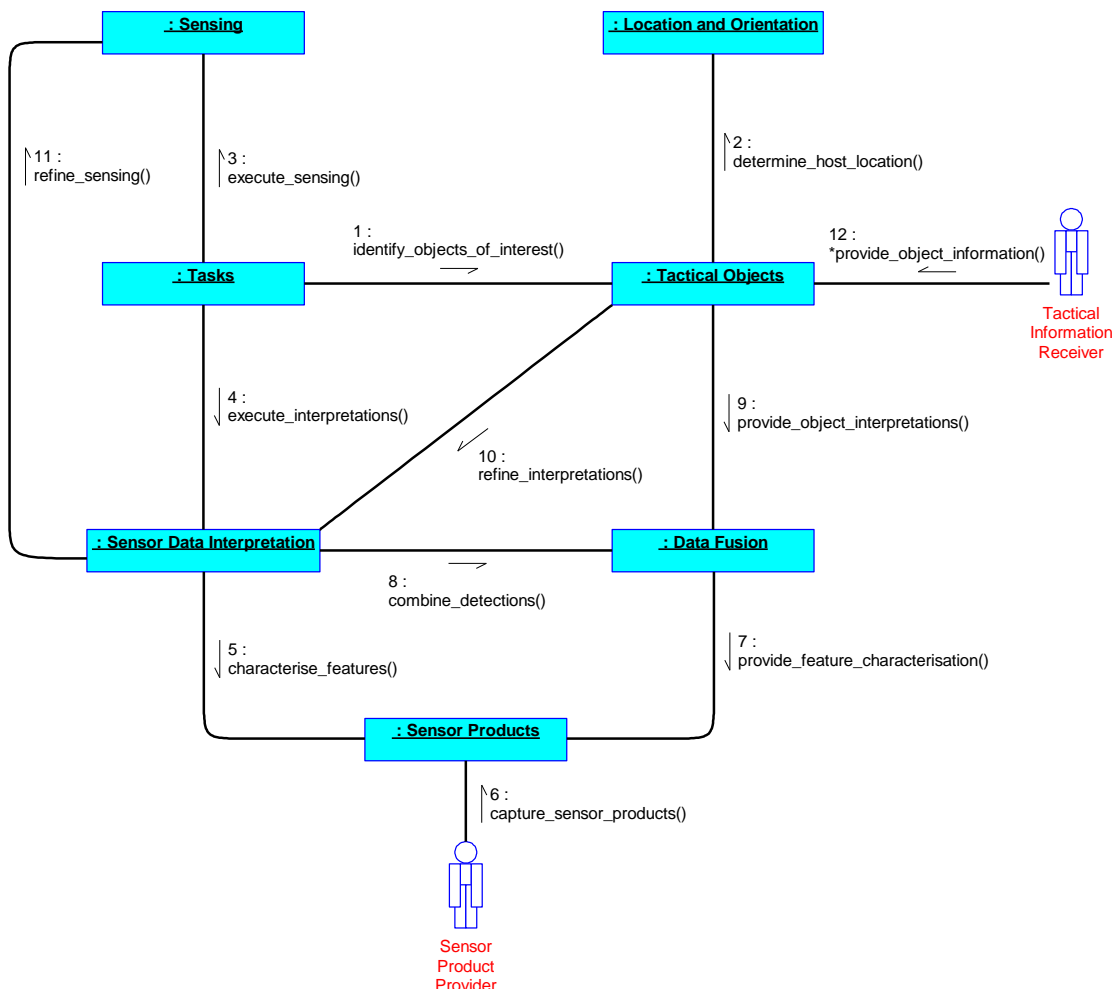 : Sensing
: Location and Orientation
11 :
refine_sensing()
3 :
execute_sensing()
2 :
determine_host_location()
1 :
identify_objects_of_interest()
12 :
*provide_object_information()
: Tasks
: Tactical Objects
Tactical
Information
Receiver
4 :
execute_interpretations()
9 :
provide_object_interpretations()
10 :
refine_interpretations()
: Sensor Data Interpretation
: Data Fusion
8 :
combine_detections()
5 :
characterise_features()
7 :
provide_feature_characterisation()
: Sensor Products
6 :
capture_sensor_products()
Sensor
Product
Provider